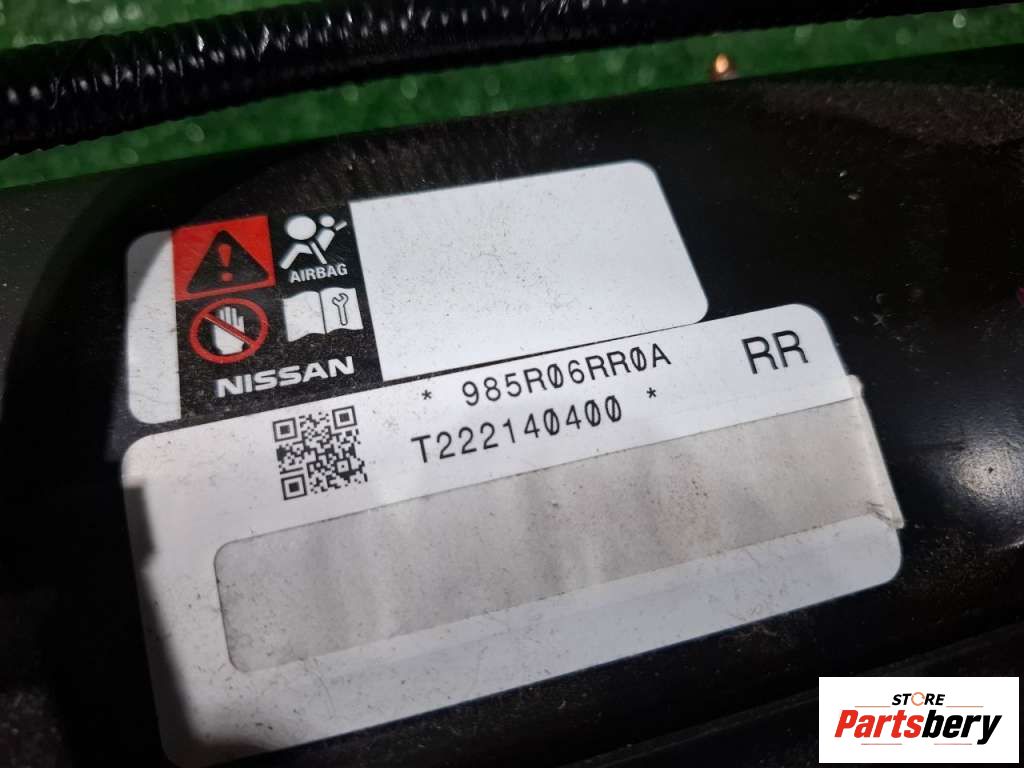 AIRBAG
NISSAN
* 985R06RR0A
RR
T222140400 *
STORE
Partsbery